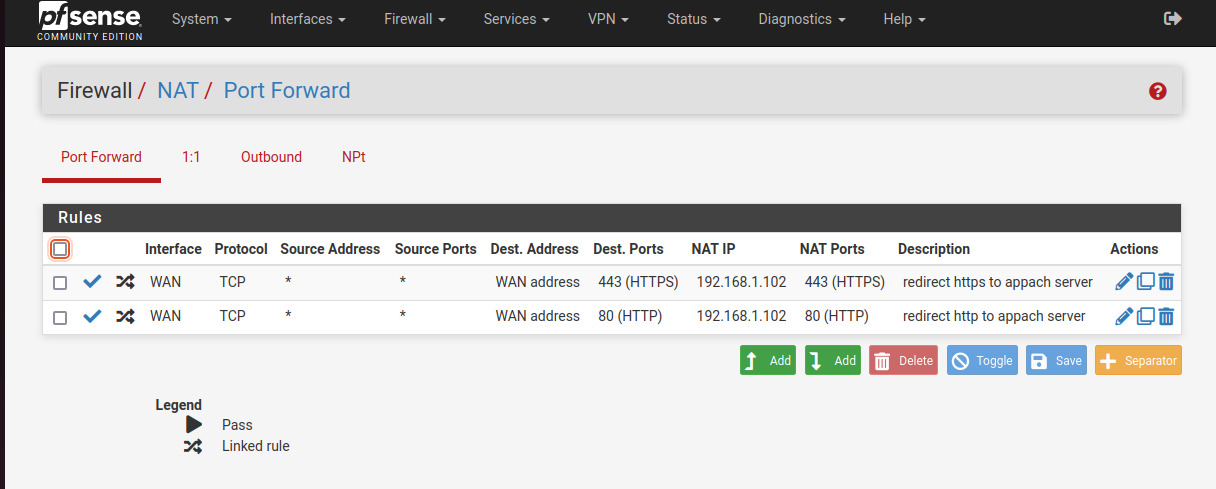 pfsense
COMMUNITY EDITION
System Interfaces Firewall Services VPN Status Diagnostics Help
Firewall / NAT / Port Forward
Port Forward 1:1 Outbound NPt
Rules
Interface Protocol Source Address Source Ports Dest. Address Dest. Ports NAT IP NAT Ports Description Actions
WAN TCP * * WAN address 443 (HTTPS) 192.168.1.102 443 (HTTPS) redirect https to appach server
WAN TCP * * WAN address 80 (HTTP) 192.168.1.102 80 (HTTP) redirect http to appach server
Add Add Delete Toggle Save Separator
Legend
Pass
Linked rule